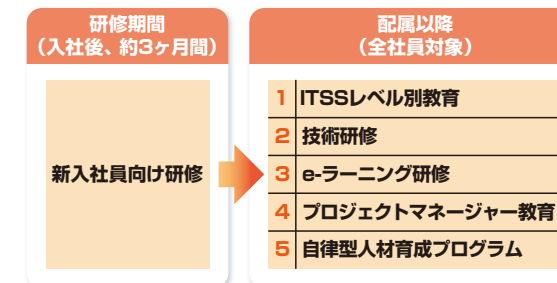 研修期間
（入社後、約3ヶ月間）
新入社員向け研修
配属以降
（全社員対象）
1 ITSSレベル別教育
2 技術研修
3 e-ラーニング研修
4 プロジェクトマネージャー教育
5 自律型人材育成プログラム